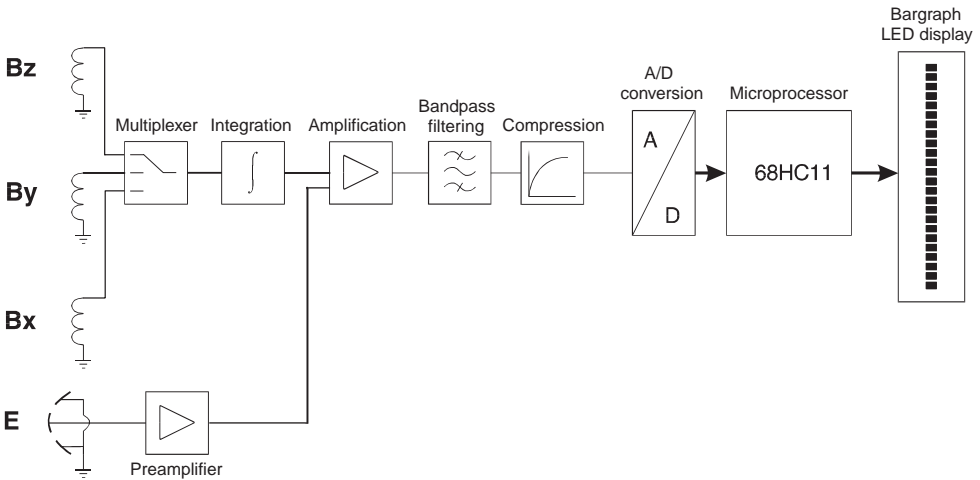 Bargraph
LED display
Bz
A/D
conversion
Microprocessor
Multiplexer
Integration
Amplification
Bandpass
filtering
Compression
∫
A
D
68HC11
By
Bx
E
Preamplifier